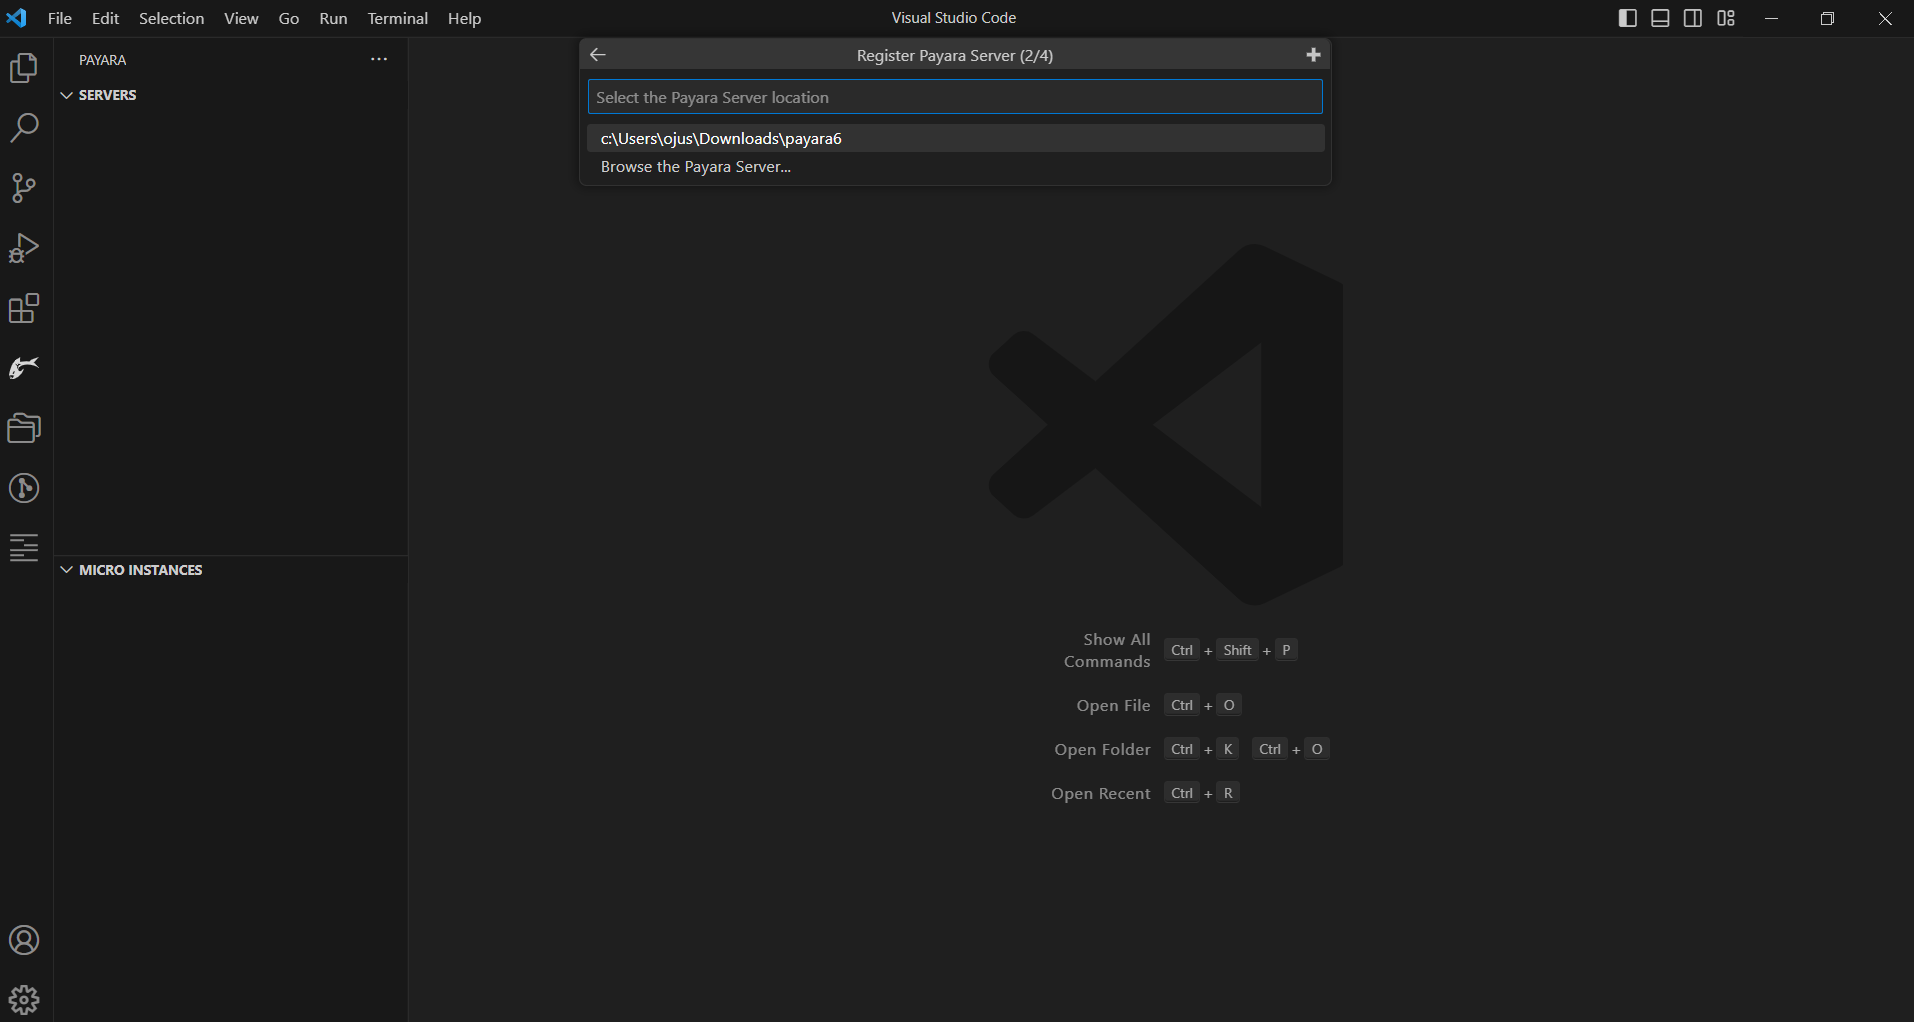 File Edit Selection View Go Run Terminal Help
Visual Studio Code
PAYARA
SERVERS
Register Payara Server (2/4)
Select the Payara Server location
c:\Users\ojus\Downloads\payara6
Browse the Payara Server...
MICRO INSTANCES
Show All
Commands
Ctrl + Shift + P
Open File Ctrl + O
Open Folder Ctrl + K Ctrl + O
Open Recent Ctrl + R